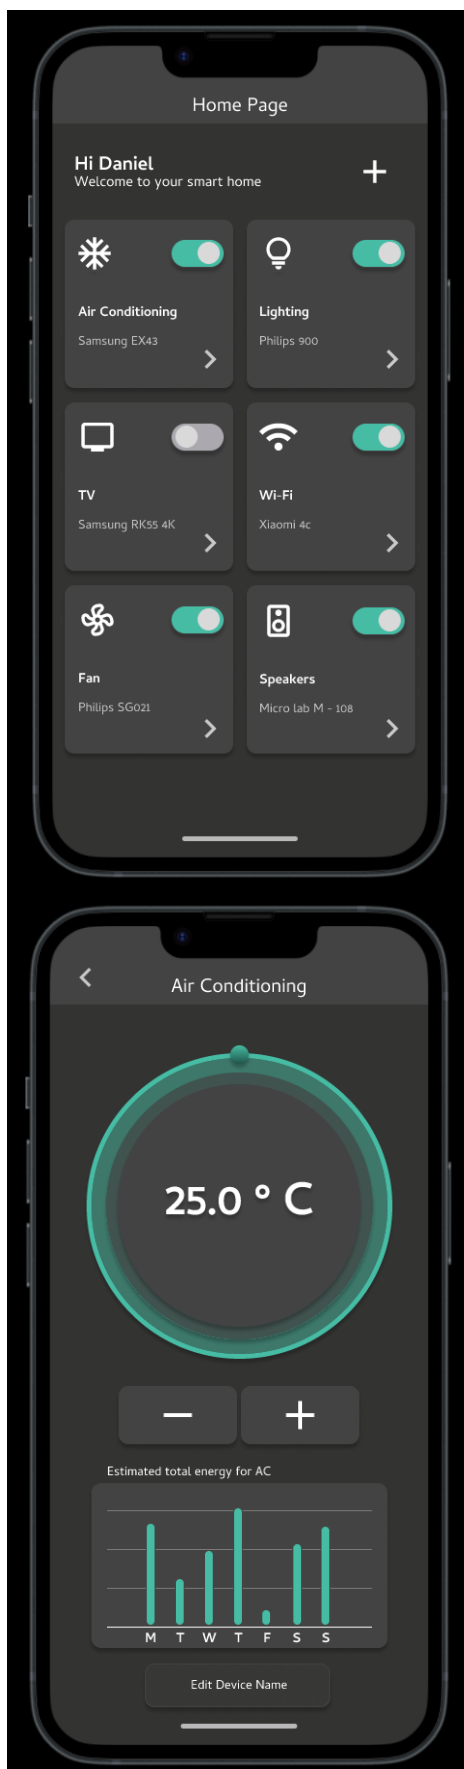 Home Page
Hi Daniel
Welcome to your smart home
Air Conditioning
Samsung EX43
Lighting
Philips 900
TV
Samsung RK55 4K
Wi-Fi
Xiaomi 4c
Fan
Philips SG021
Speakers
Micro lab M - 108
Air Conditioning
25.0 ° C
Estimated total energy for AC
M T W T F S S
Edit Device Name